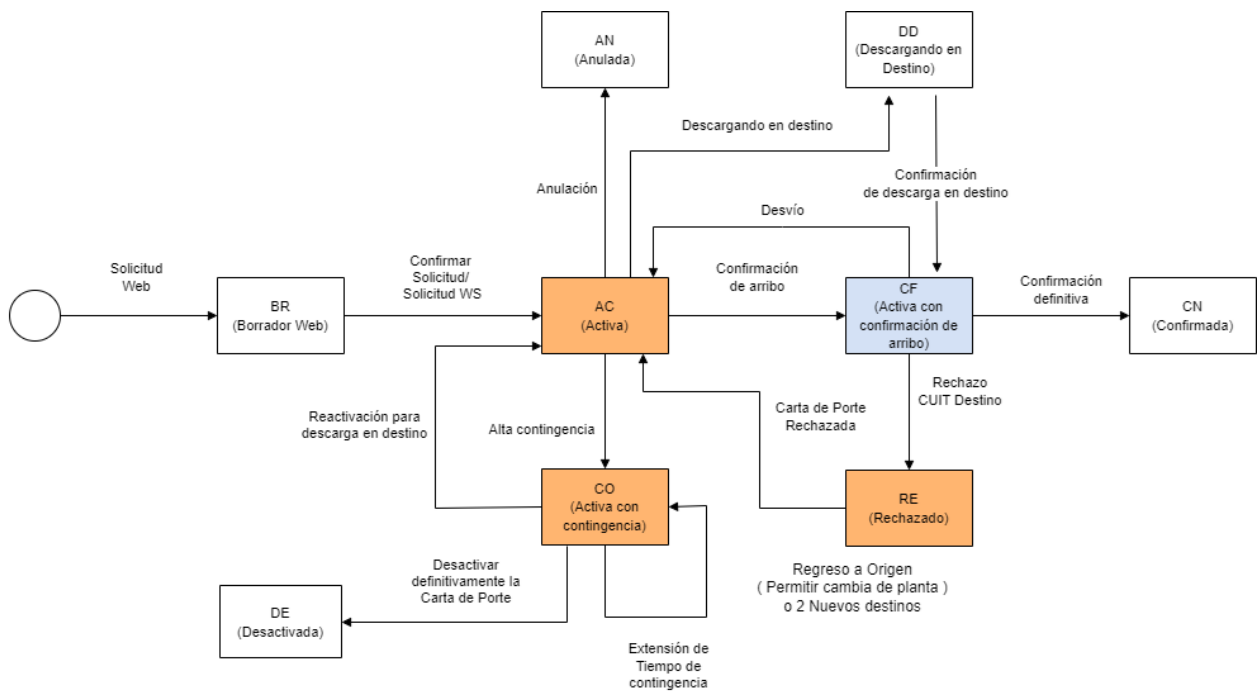 AN
(Anulada)
DD
(Descargando en
Destino)
Descargando en destino
Anulación
Confirmación
de descarga en destino
Desvío
Solicitud
Web
Confirmar
Solicitud/
Solicitud WS
Confirmación
de arribo
Confirmación
definitiva
BR
(Borrador Web)
AC
(Activa)
CF
(Activa con
confirmación de
arribo)
CN
(Confirmada)
Reactivación para
descarga en destino
Alta contingencia
Carta de Porte
Rechazada
Rechazo
CUIT Destino
CO
(Activa con
contingencia)
RE
(Rechazado)
Desactivar
definitivamente la
Carta de Porte
Regreso a Origen
( Permitir cambia de planta )
o 2 Nuevos destinos
DE
(Desactivada)
Extensión de
Tiempo de
contingencia